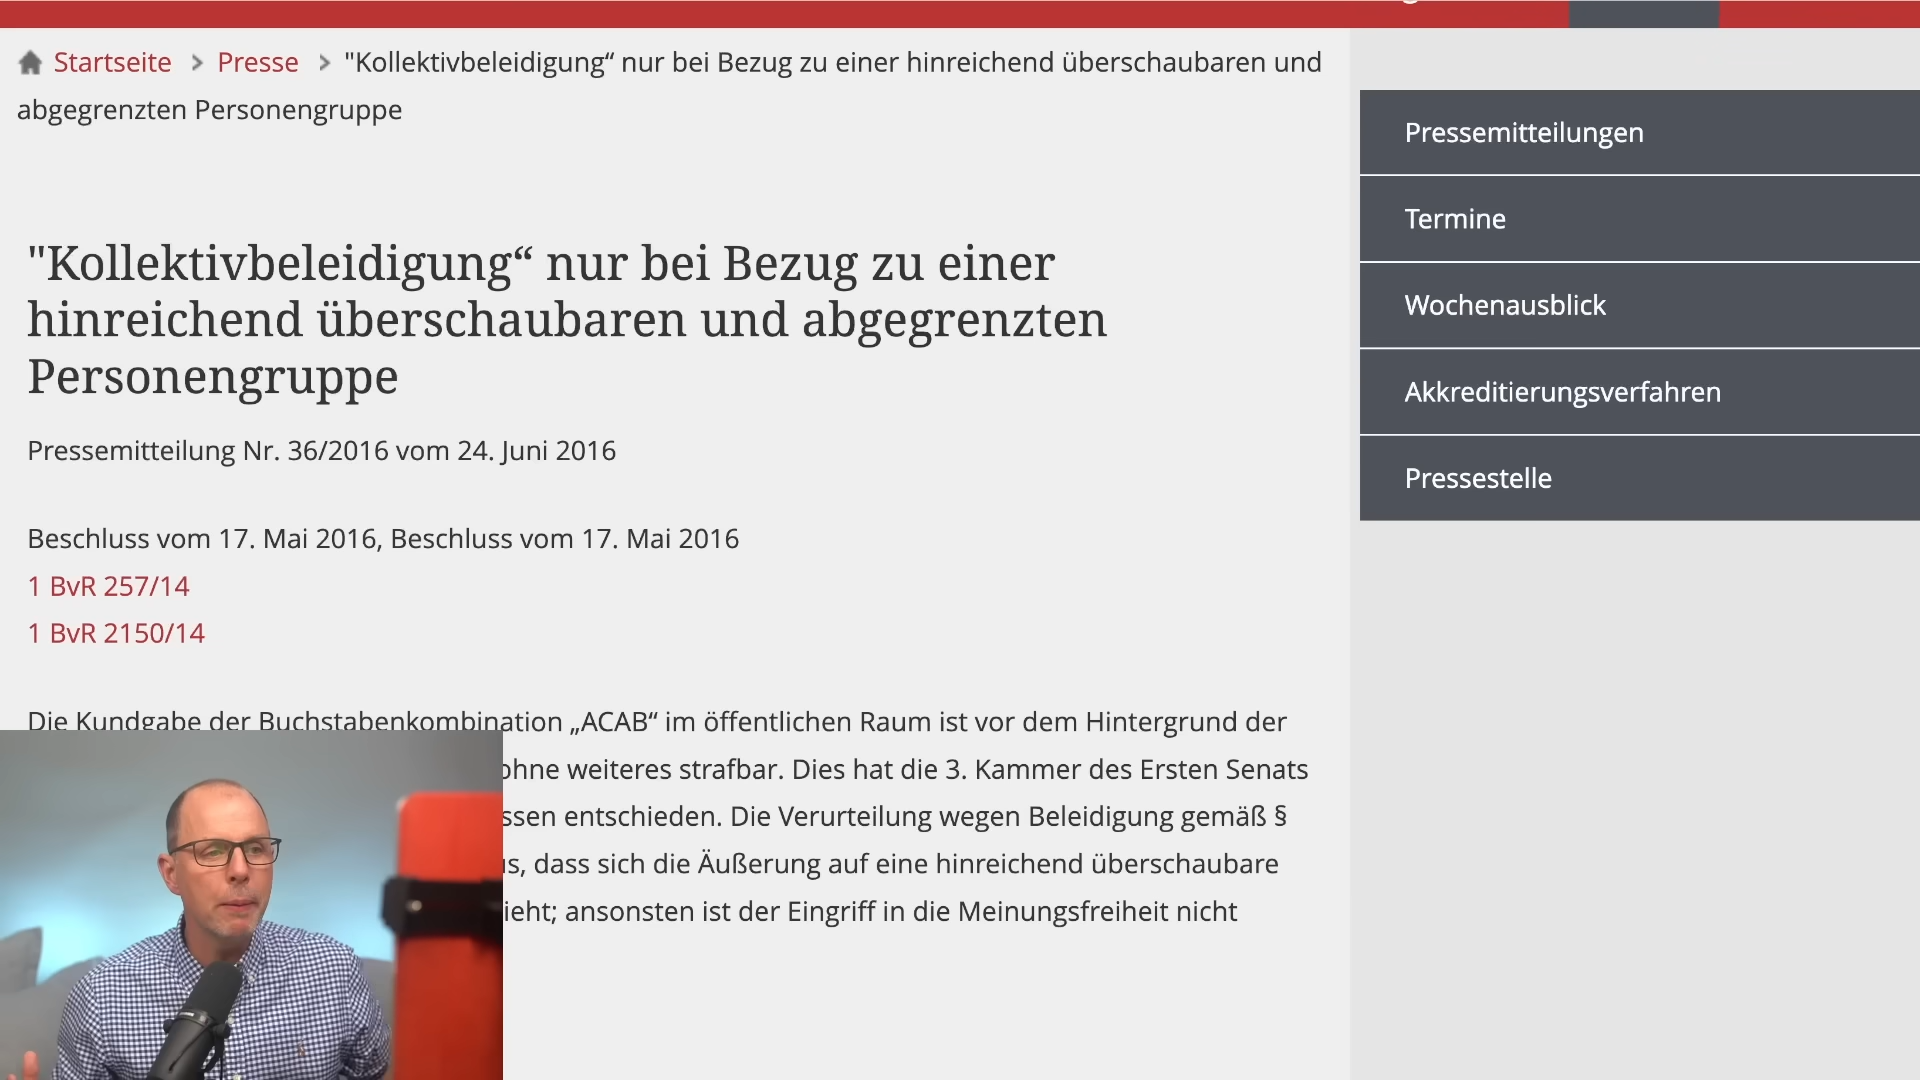 Startseite > Presse > "Kollektivbeleidigung“ nur bei Bezug zu einer hinreichend überschaubaren und
abgegrenzten Personengruppe
"Kollektivbeleidigung“ nur bei Bezug zu einer
hinreichend überschaubaren und abgegrenzten
Personengruppe
Pressemitteilung Nr. 36/2016 vom 24. Juni 2016
Beschluss vom 17. Mai 2016, Beschluss vom 17. Mai 2016
1 BvR 257/14
1 BvR 2150/14
Die Kundgabe der Buchstabenkombination „ACAB“ im öffentlichen Raum ist vor dem Hintergrund der
ohne weiteres strafbar. Dies hat die 3. Kammer des Ersten Senats
entschieden. Die Verurteilung wegen Beleidigung gemäß §
dass sich die Äußerung auf eine hinreichend überschaubare
ansonsten ist der Eingriff in die Meinungsfreiheit nicht
Pressemitteilungen
Termine
Wochenausblick
Akkreditierungsverfahren
Pressestelle